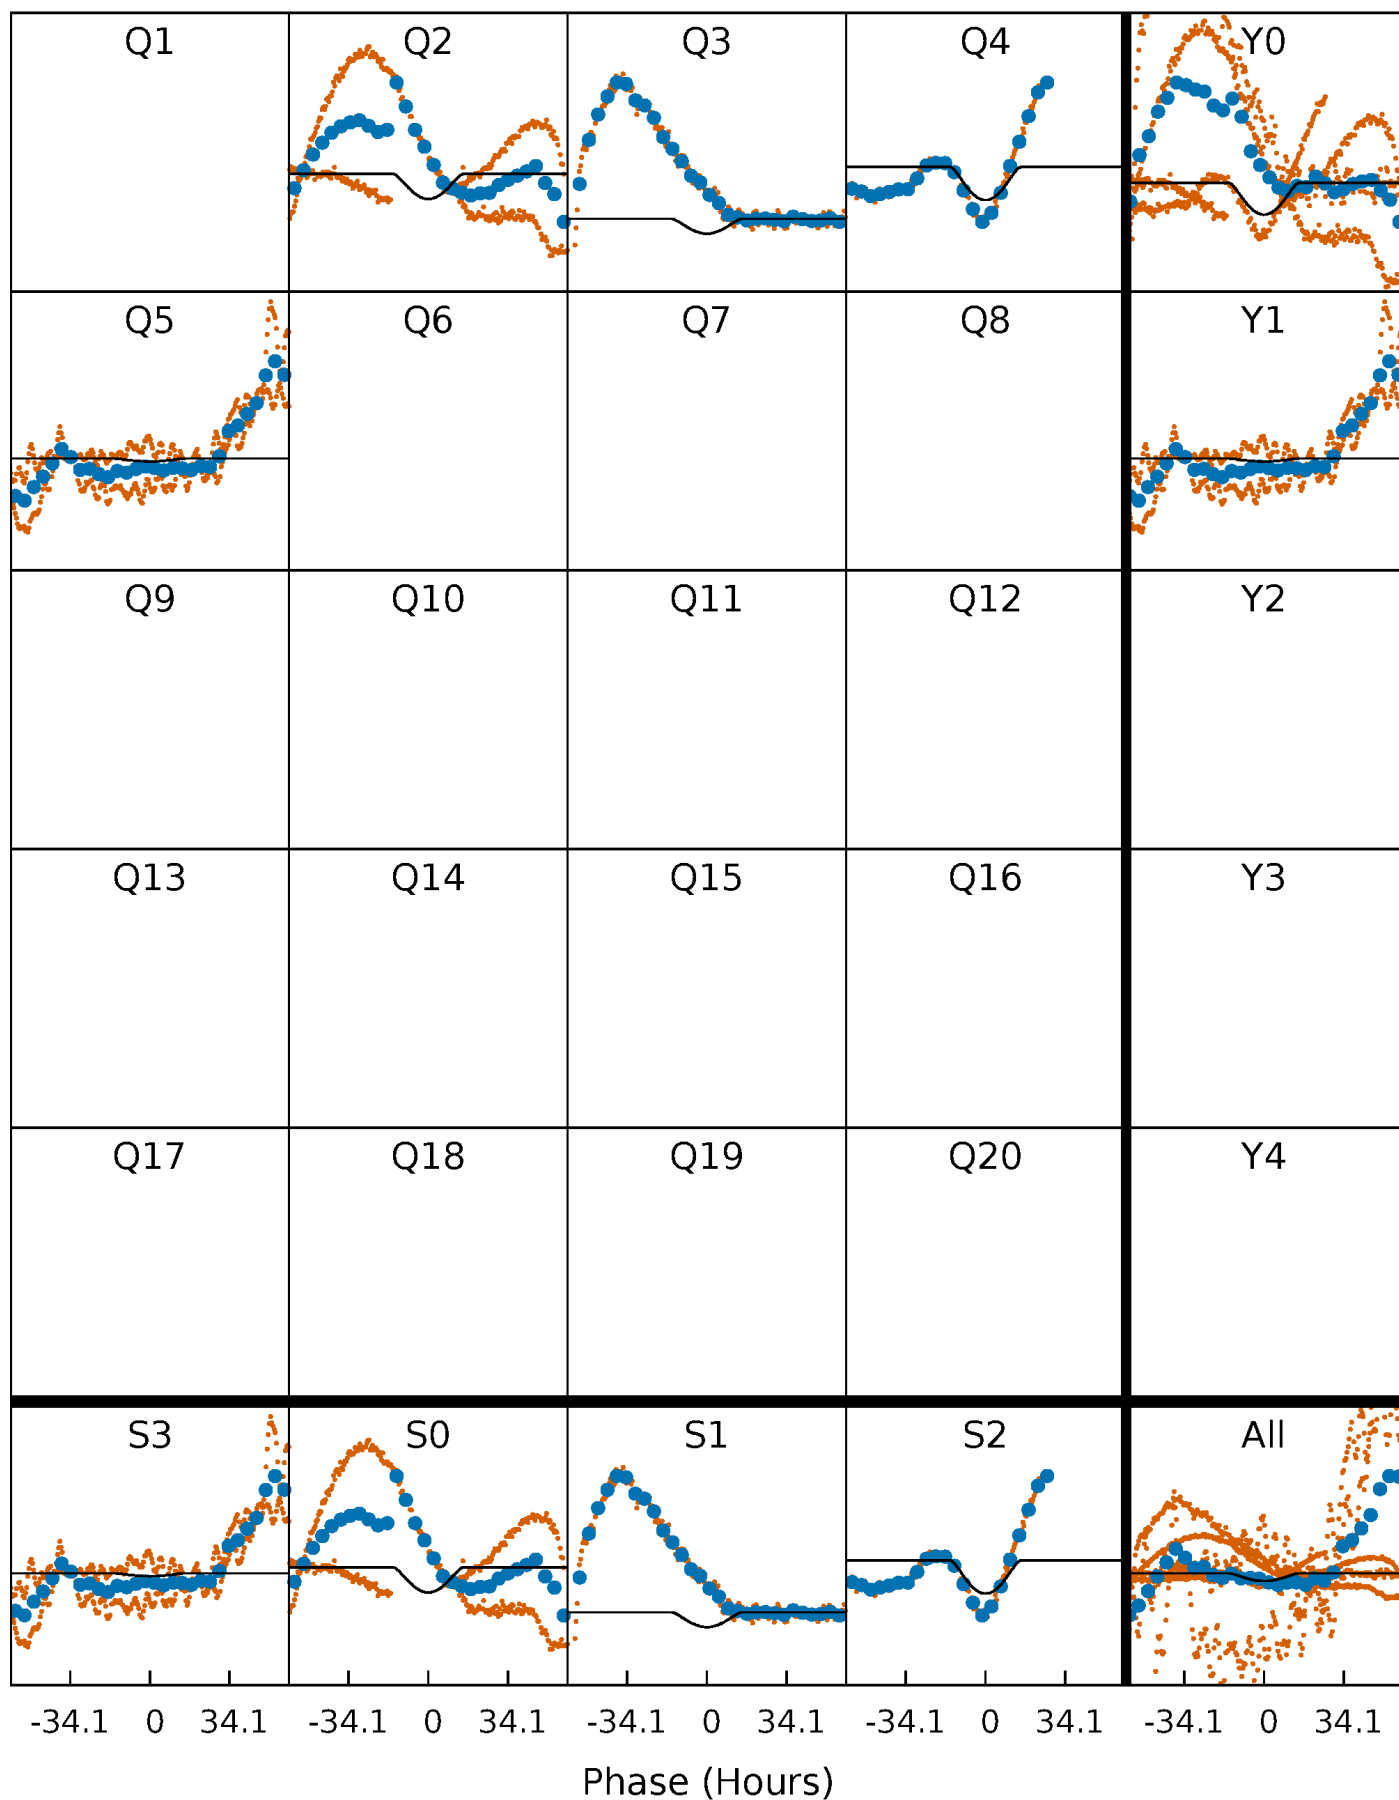 Q1 Q2 Q3 Q4 Y0
Q5 Q6 Q7 Q8 Y1
Q9 Q10 Q11 Q12 Y2
Q13 Q14 Q15 Q16 Y3
Q17 Q18 Q19 Q20 Y4
S3 S0 S1 S2 All
-34.1 0 34.1 -34.1 0 34.1 -34.1 0 34.1 -34.1 0 34.1 -34.1 0 34.1
Phase (Hours)